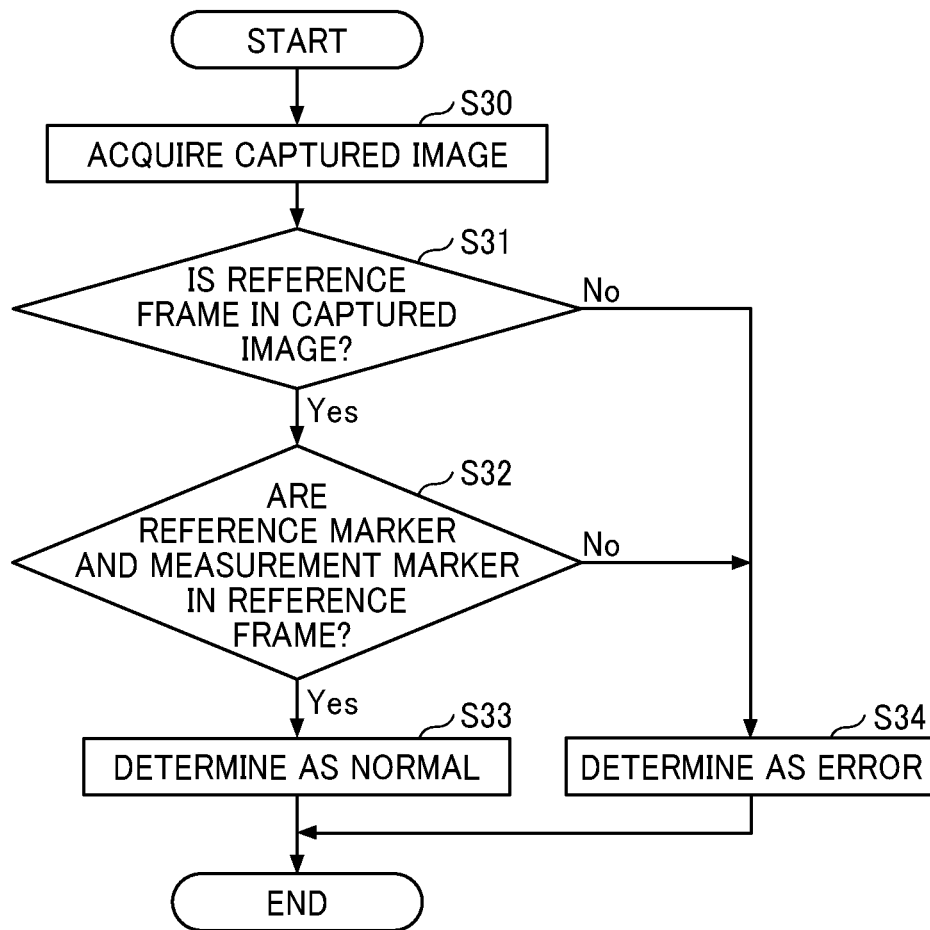 START
S30
ACQUIRE CAPTURED IMAGE
S31
IS REFERENCE
FRAME IN CAPTURED
IMAGE?
No
Yes
S32
ARE
REFERENCE MARKER
AND MEASUREMENT MARKER
IN REFERENCE
FRAME?
No
Yes
S33
DETERMINE AS NORMAL
S34
DETERMINE AS ERROR
END